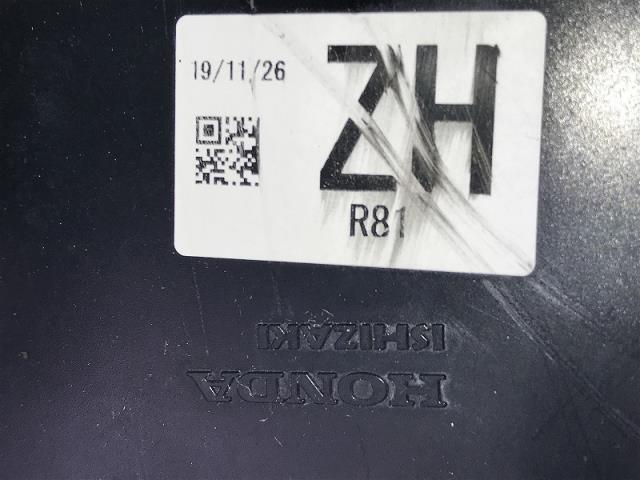 19/11/26
ZH
R81
ISHIZAKI
HONDA